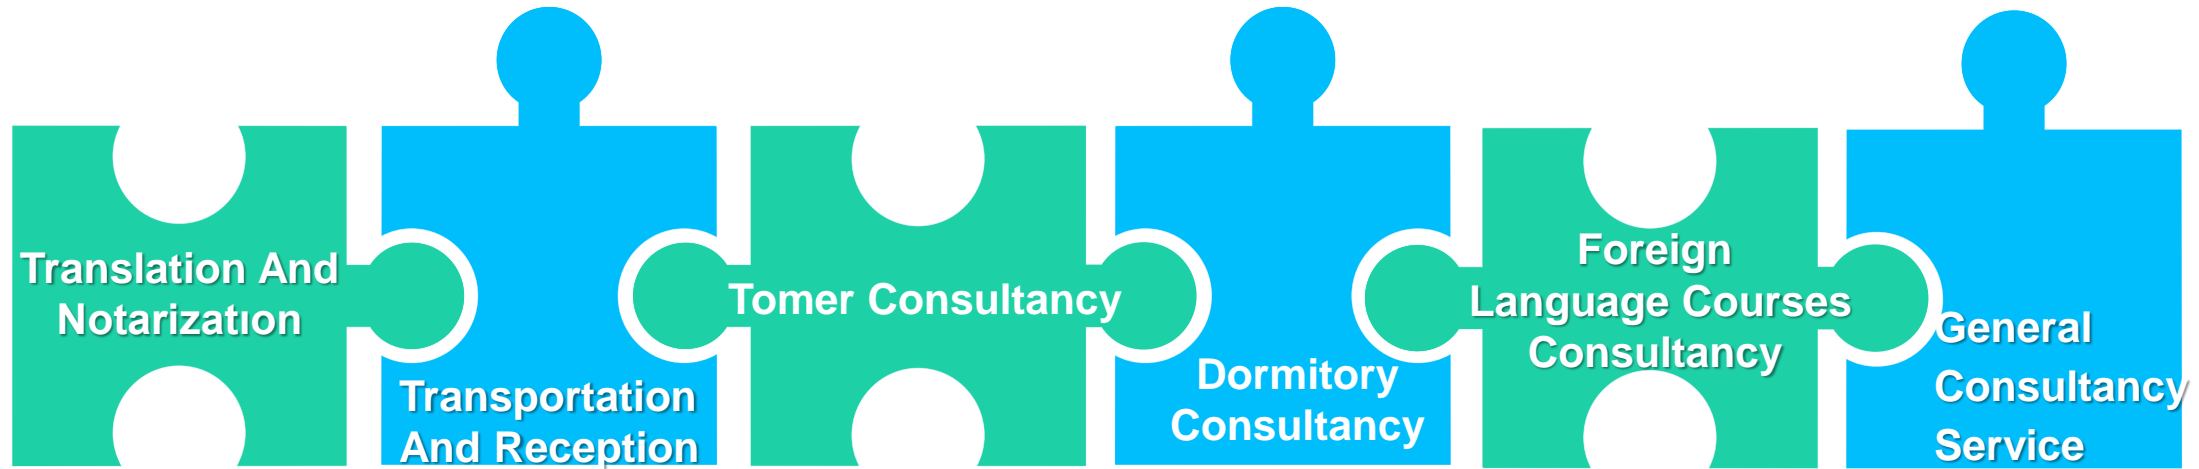 Translation And
Notarizatıon
Transportation
And Reception
Tomer Consultancy
Dormitory
Consultancy
Foreign
Language Courses
Consultancy
General
Consultancy
Service